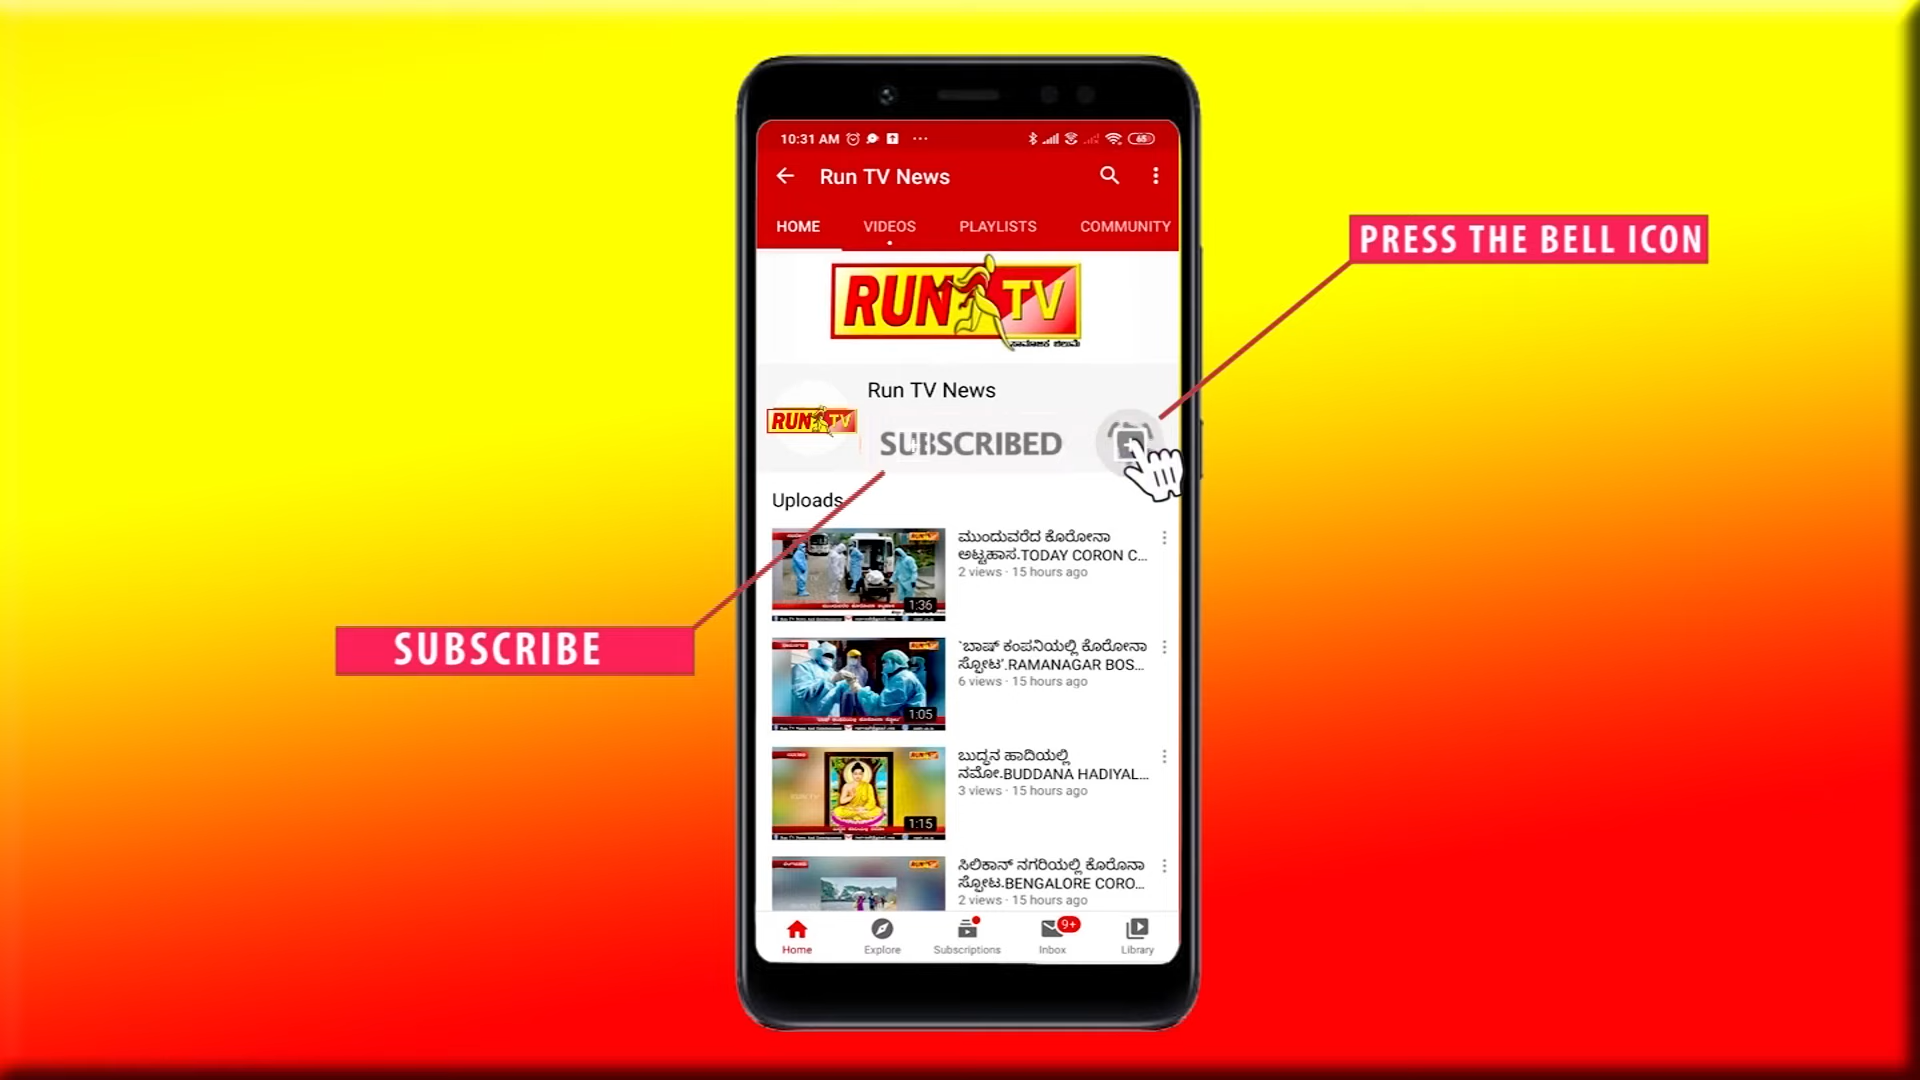 10:31 AM
65
Run TV News
HOME VIDEOS PLAYLISTS COMMUNITY
PRESS THE BELL ICON
RUN TV
ಸಾಮಾಜಿಕ ಚಿಲುಮೆ
Run TV News
RUN TV
SUBSCRIBED
Uploads
ಮುಂದುವರೆದ ಕೊರೋನಾ
ಅಟ್ಟಹಾಸ.TODAY CORON C...
2 views · 15 hours ago
1:36
SUBSCRIBE
'ಬಾಷ್ ಕಂಪನಿಯಲ್ಲಿ ಕೊರೋನಾ
ಸ್ಫೋಟ'.RAMANAGAR BOS...
6 views · 15 hours ago
1:05
ಬುದ್ಧನ ಹಾದಿಯಲ್ಲಿ
ನಮೋ.BUDDANA HADIYAL...
3 views · 15 hours ago
1:15
ಸಿಲಿಕಾನ್ ನಗರಿಯಲ್ಲಿ ಕೊರೊನಾ
ಸ್ಫೋಟ.BENGALORE CORO...
2 views · 15 hours ago
9+
Home Explore Subscriptions Inbox Library